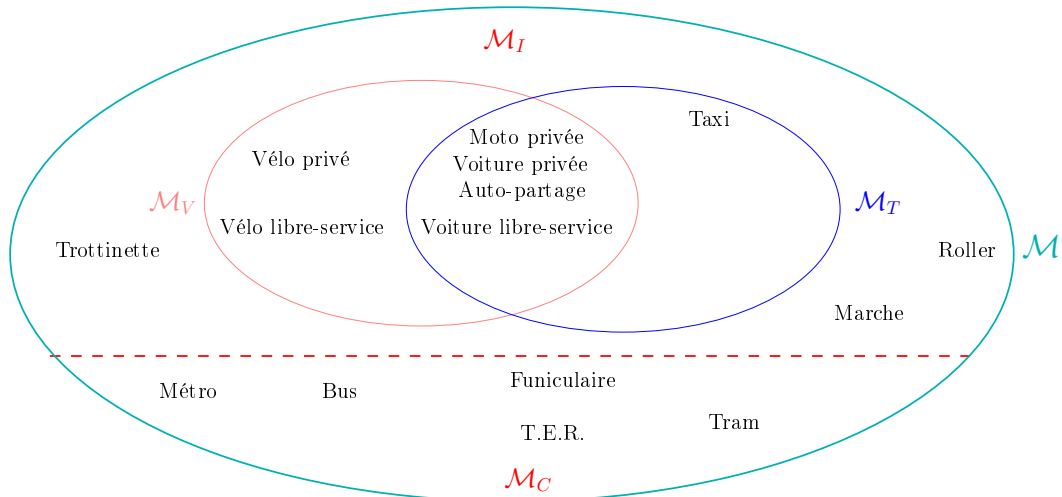 M_I
Taxi
Moto privée
Vélo privé
Voiture privée
Auto-partage
M_V
M_T
Vélo libre-service
Voiture libre-service
Trottinette
Roller
M
Marche
Funiculaire
Métro
Bus
Tram
T.E.R.
M_C